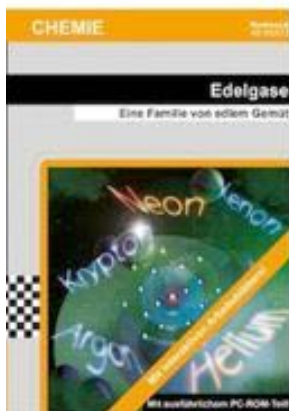 CHEMIE
Edelgase
Eine Familie von edlem Gemüt
Neon
Xenon
Krypton
Argon
Helium
Mit ausführlichem PC-ROM-Teil